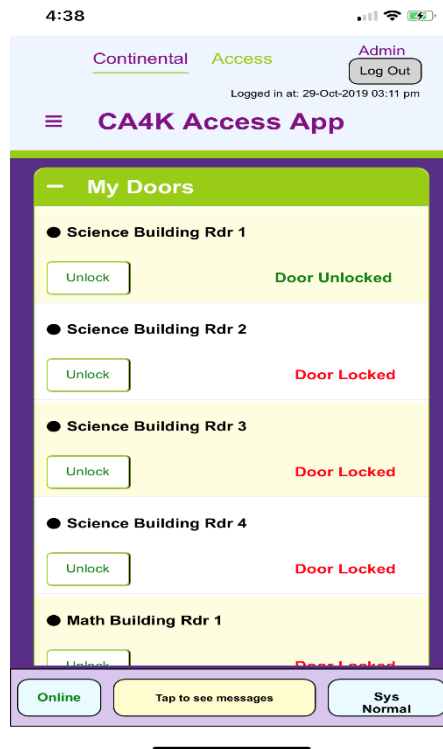 4:38
Continental Access
Admin
Log Out
Logged in at: 29-Oct-2019 03:11 pm
CA4K Access App
My Doors
Science Building Rdr 1
Unlock Door Unlocked
Science Building Rdr 2
Unlock Door Locked
Science Building Rdr 3
Unlock Door Locked
Science Building Rdr 4
Unlock Door Locked
Math Building Rdr 1
Unlock Door Locked
Online Tap to see messages Sys
Normal